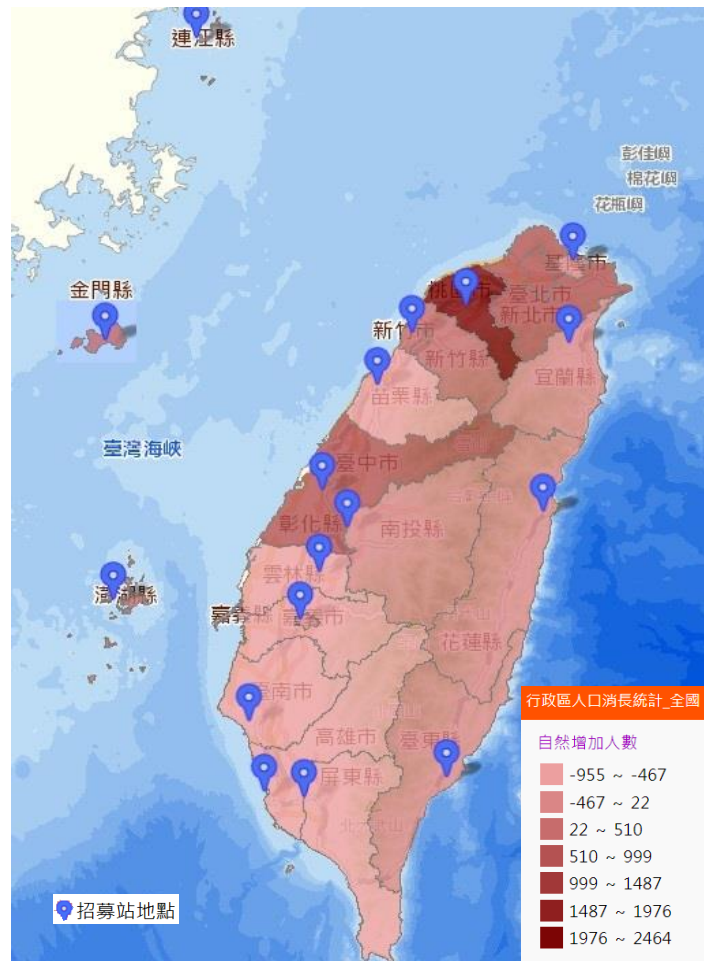 連江縣
彭佳嶼
棉花嶼
花瓶嶼
基隆市
金門縣
桃園市
臺北市
新北市
新竹市
新竹縣
宜蘭縣
苗栗縣
臺灣海峽
臺中市
彰化縣
南投縣
雲林縣
澎湖縣
嘉義縣
嘉義市
花蓮縣
臺南市
高雄市
臺東縣
屏東縣
行政區人口消長統計_全國
自然增加人數
-955 ~ -467
-467 ~ 22
22 ~ 510
510 ~ 999
999 ~ 1487
1487 ~ 1976
1976 ~ 2464
招募站地點